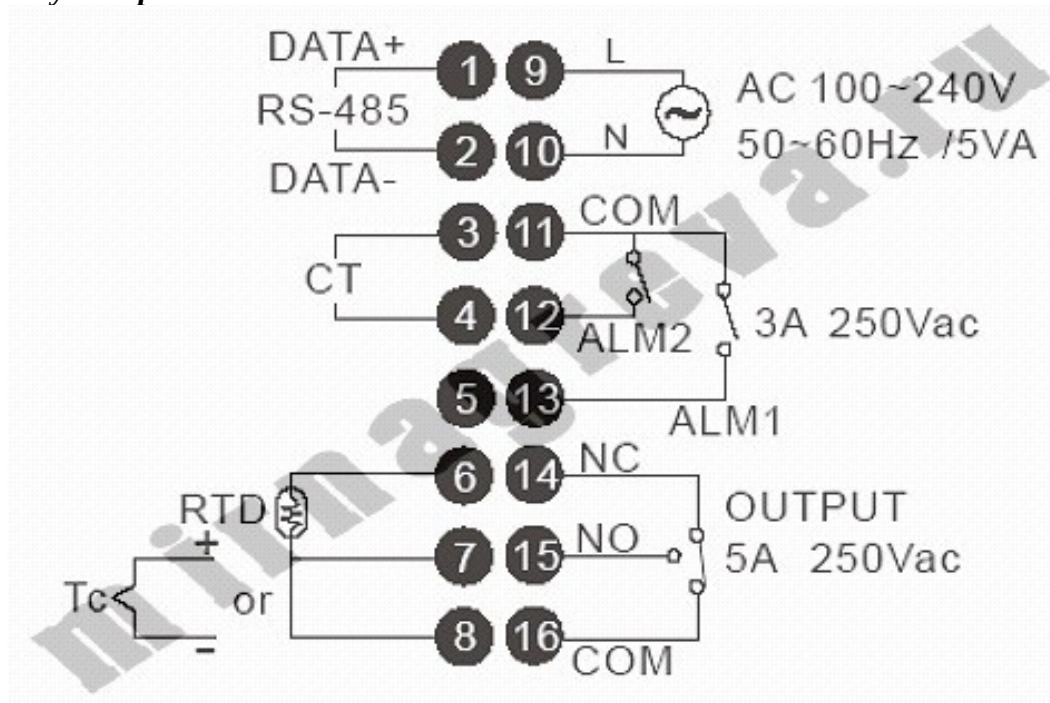 DATA+
1 9 L
RS-485
AC 100~240V
2 10 N
50~60Hz /5VA
DATA-
COM
3 11
CT
4 12
ALM2
3A 250Vac
5 13
ALM1
6 14 NC
RTD
OUTPUT
+
7 15 NO
5A 250Vac
Tc or
-
8 16
COM
minagreva.ru